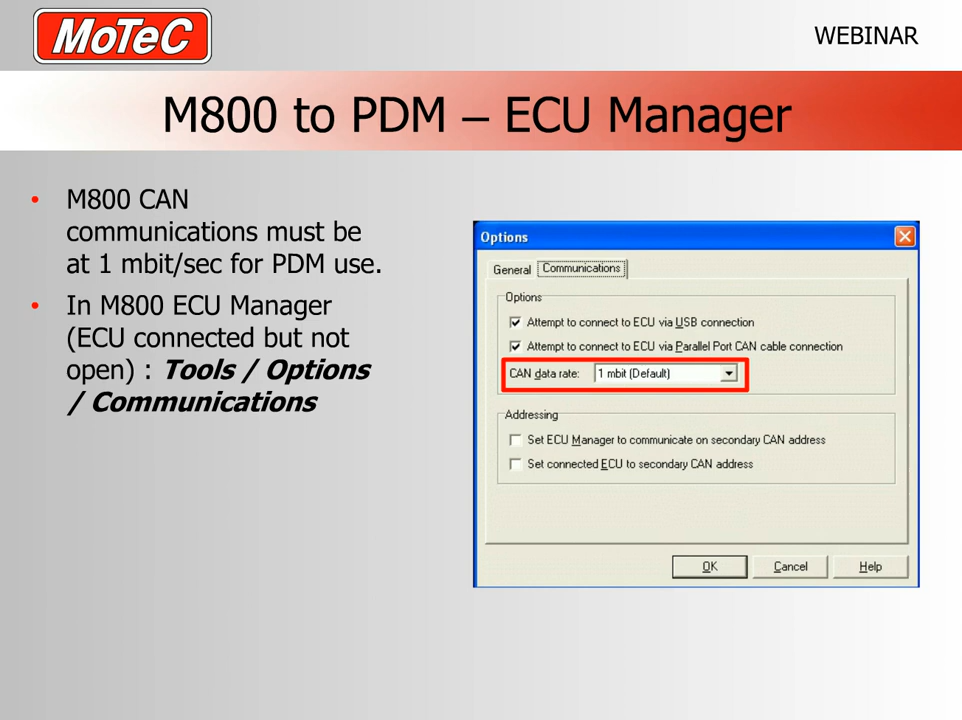 MoTeC
WEBINAR
M800 to PDM – ECU Manager
• M800 CAN
communications must be
at 1 mbit/sec for PDM use.
• In M800 ECU Manager
(ECU connected but not
open) : Tools / Options
/ Communications
Options
General Communications
Options
Attempt to connect to ECU via USB connection
Attempt to connect to ECU via Parallel Port CAN cable connection
CAN data rate: 1 mbit (Default)
Addressing
Set ECU Manager to communicate on secondary CAN address
Set connected ECU to secondary CAN address
OK Cancel Help